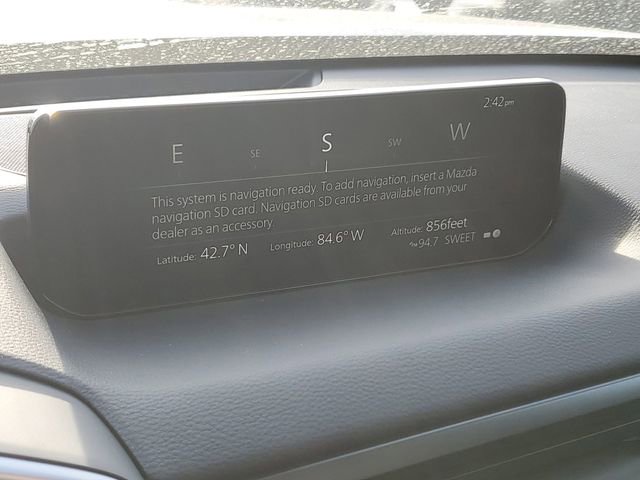 2:42pm
E SE S SW W
This system is navigation ready. To add navigation, insert a Mazda
navigation SD card. Navigation SD cards are available from your
dealer as an accessory.
Latitude: 42.7° N Longitude: 84.6° W Altitude: 856feet
94.7 SWEET